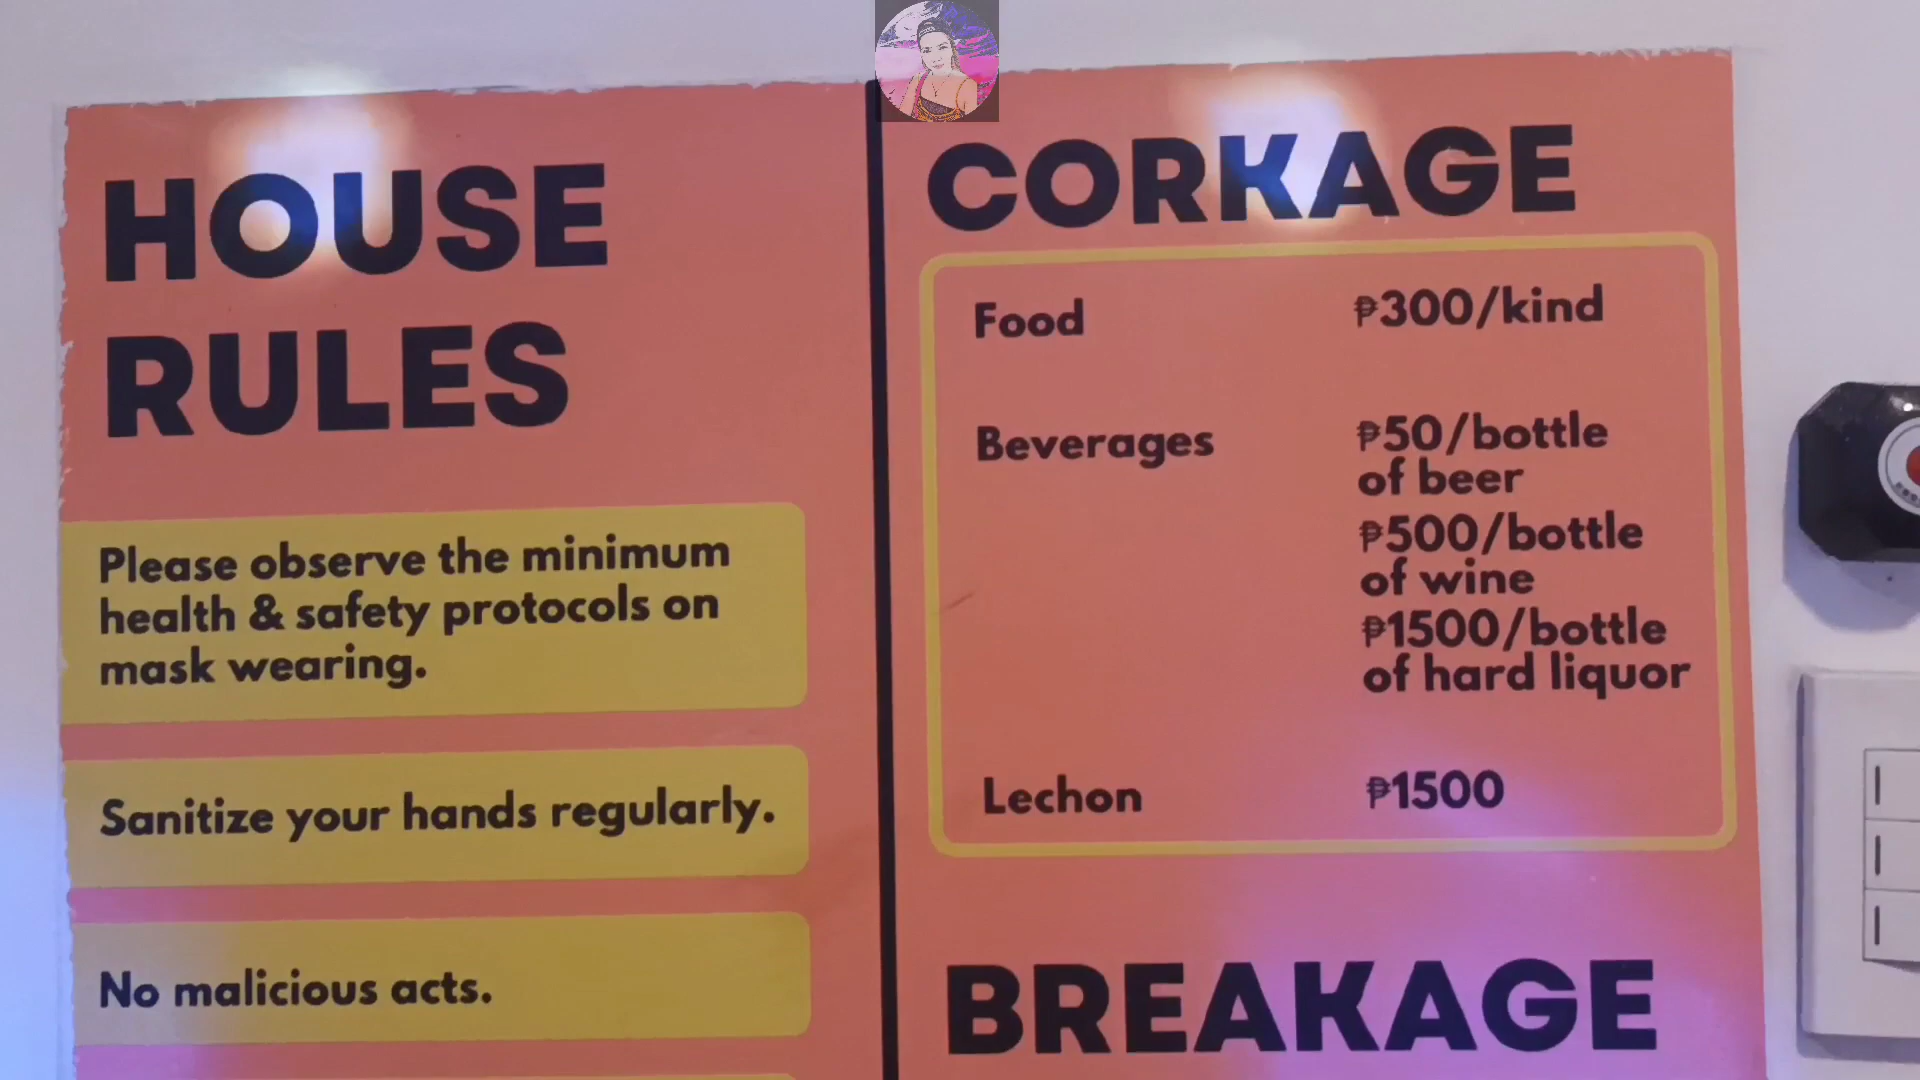 HOUSE
RULES
Please observe the minimum
health & safety protocols on
mask wearing.
Sanitize your hands regularly.
No malicious acts.
CORKAGE
Food ₱300/kind
Beverages ₱50/bottle
of beer
₱500/bottle
of wine
₱1500/bottle
of hard liquor
Lechon ₱1500
BREAKAGE